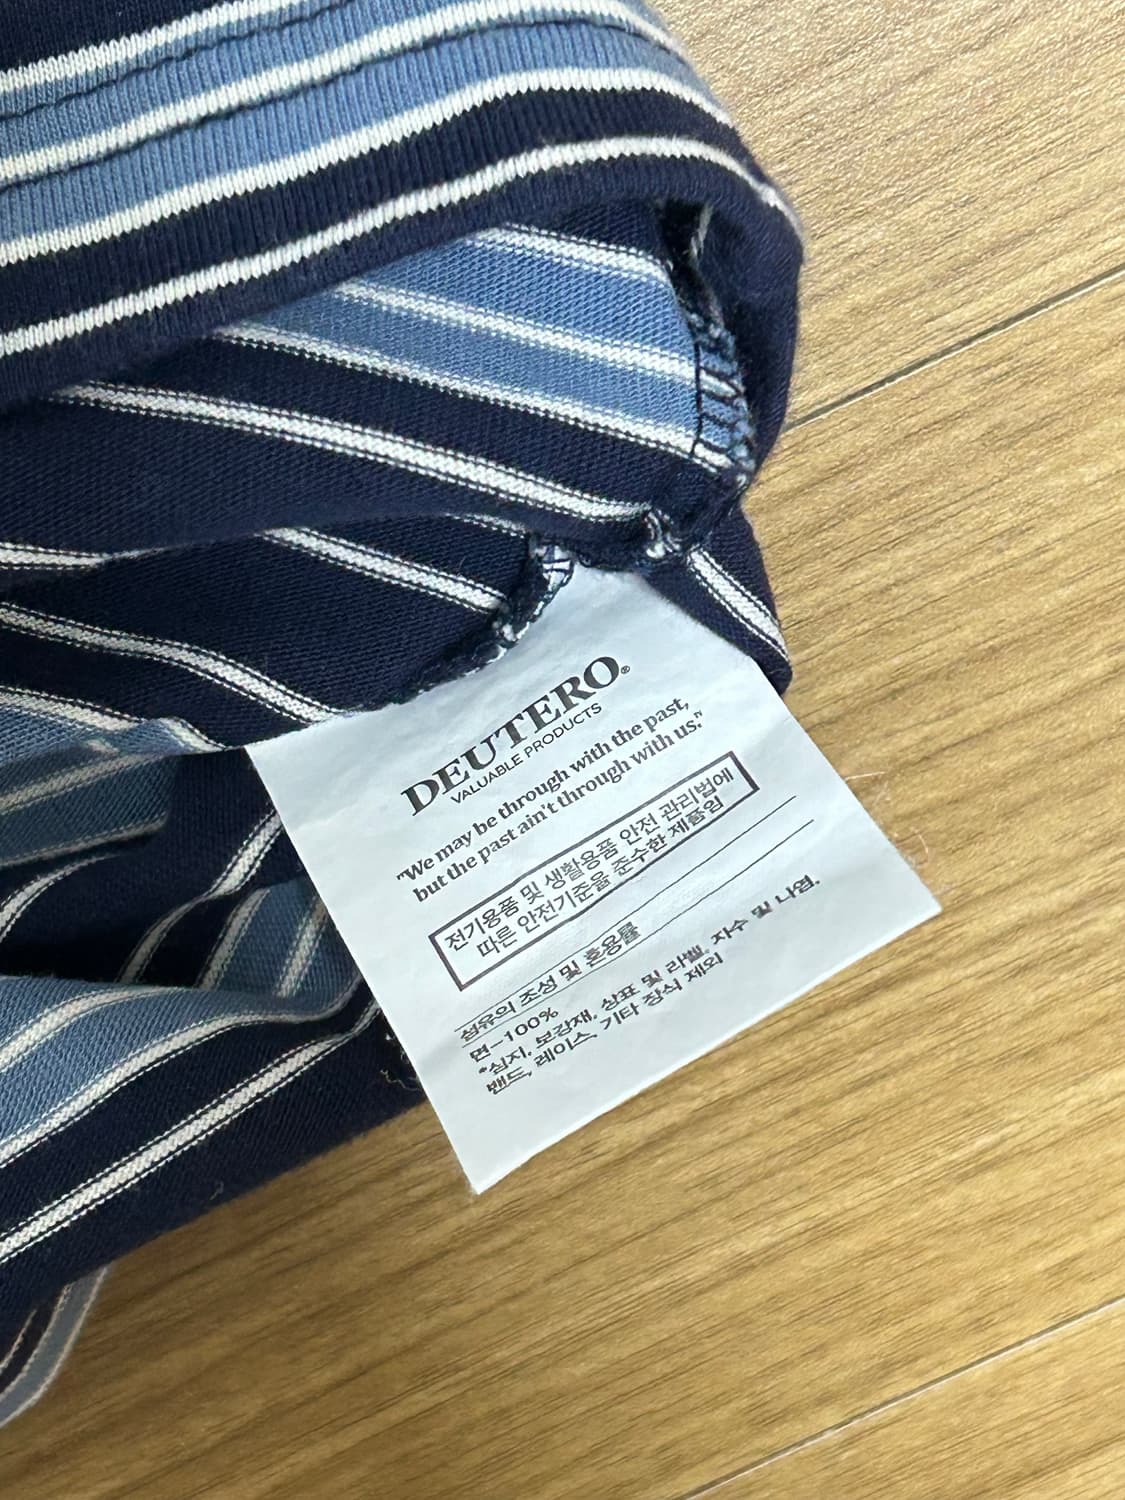 DEUTERO®
VALUABLE PRODUCTS
"We may be through with the past,
but the past ain't through with us."
전기용품 및 생활용품 안전 관리법에
따른 안전기준을 준수한 제품임
섬유의 조성 및 혼용률
면-100%
*심지, 보강재, 상표 및 라벨, 자수 및 나염,
밴드, 레이스, 기타 장식 제외